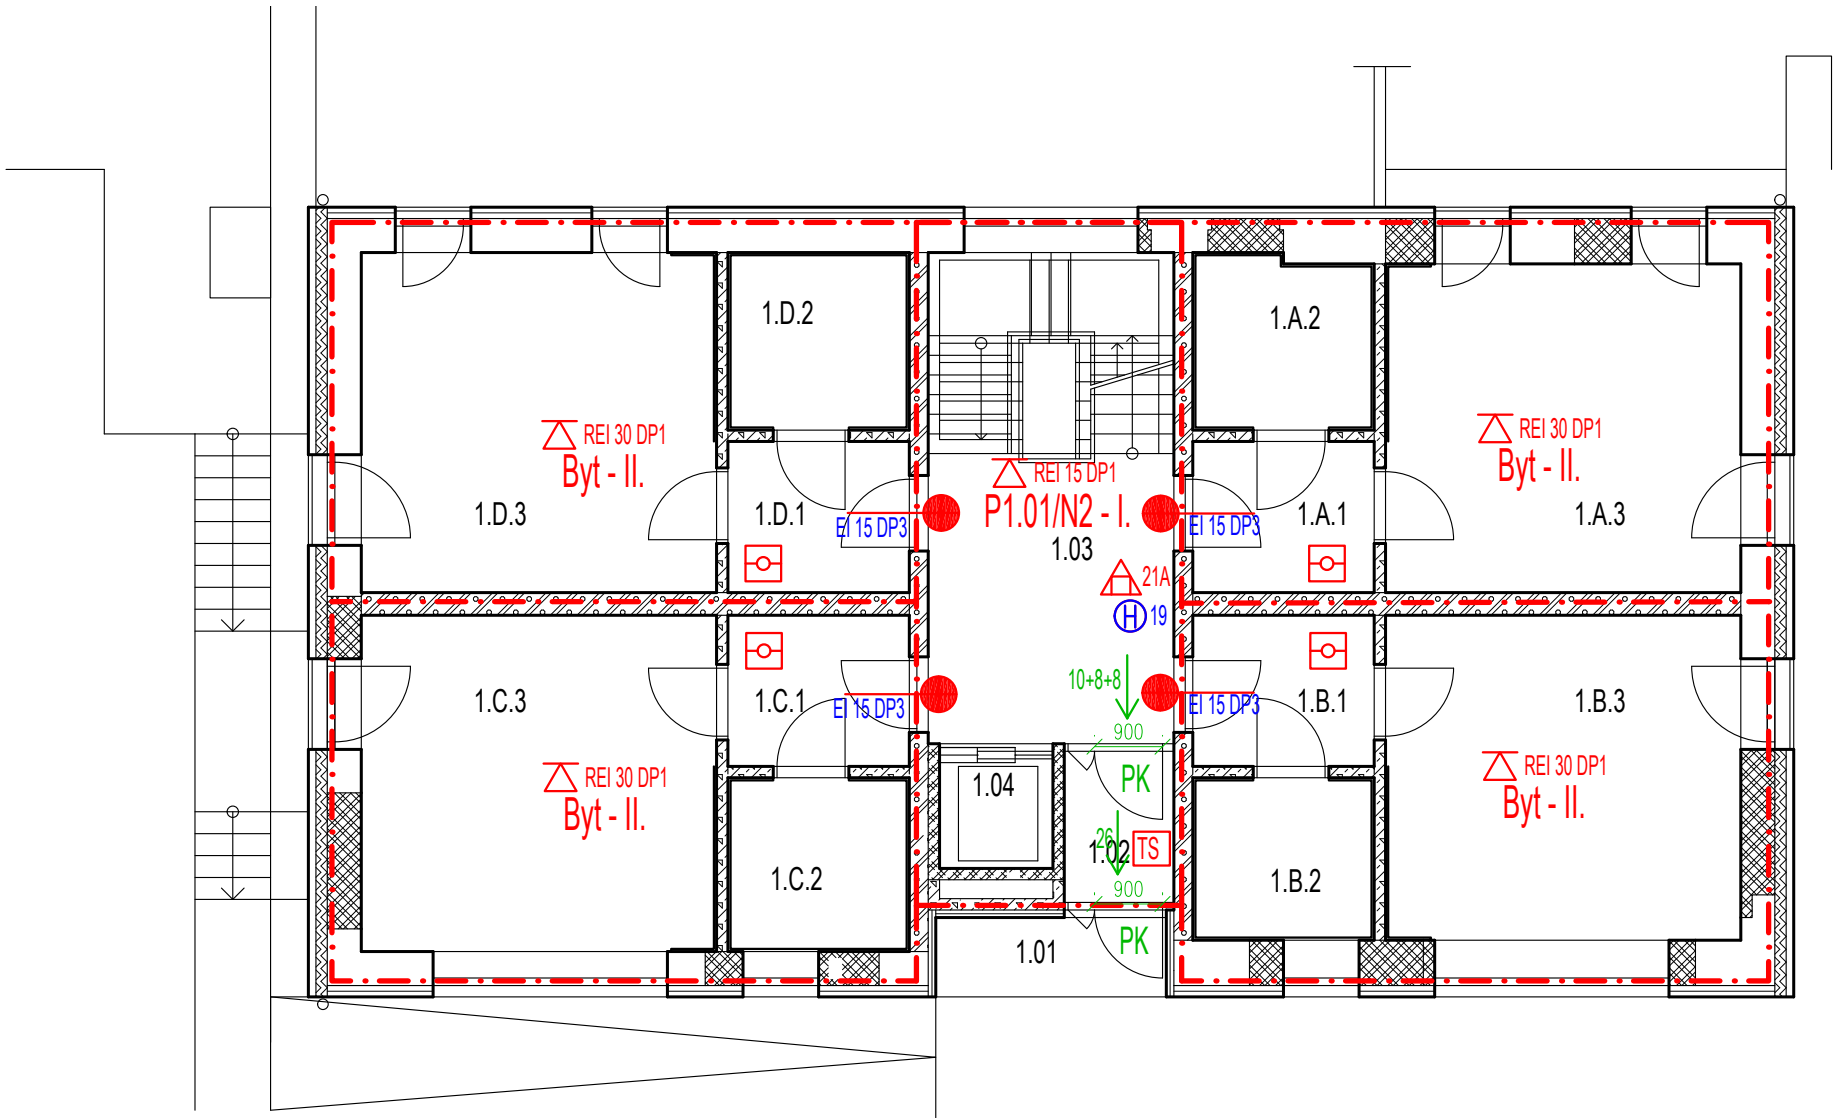 1.D.2
1.A.2
REI 30 DP1
Byt - II.
REI 30 DP1
Byt - II.
REI 15 DP1
P1.01/N2 - I.
1.D.3
1.D.1
EI 15 DP3
EI 15 DP3
1.A.1
1.A.3
1.03
21A
H 19
10+8+8
1.C.3
1.C.1
EI 15 DP3
EI 15 DP3
1.B.1
1.B.3
900
PK
REI 30 DP1
Byt - II.
1.04
REI 30 DP1
Byt - II.
26
1.02
TS
1.C.2
1.B.2
900
PK
1.01